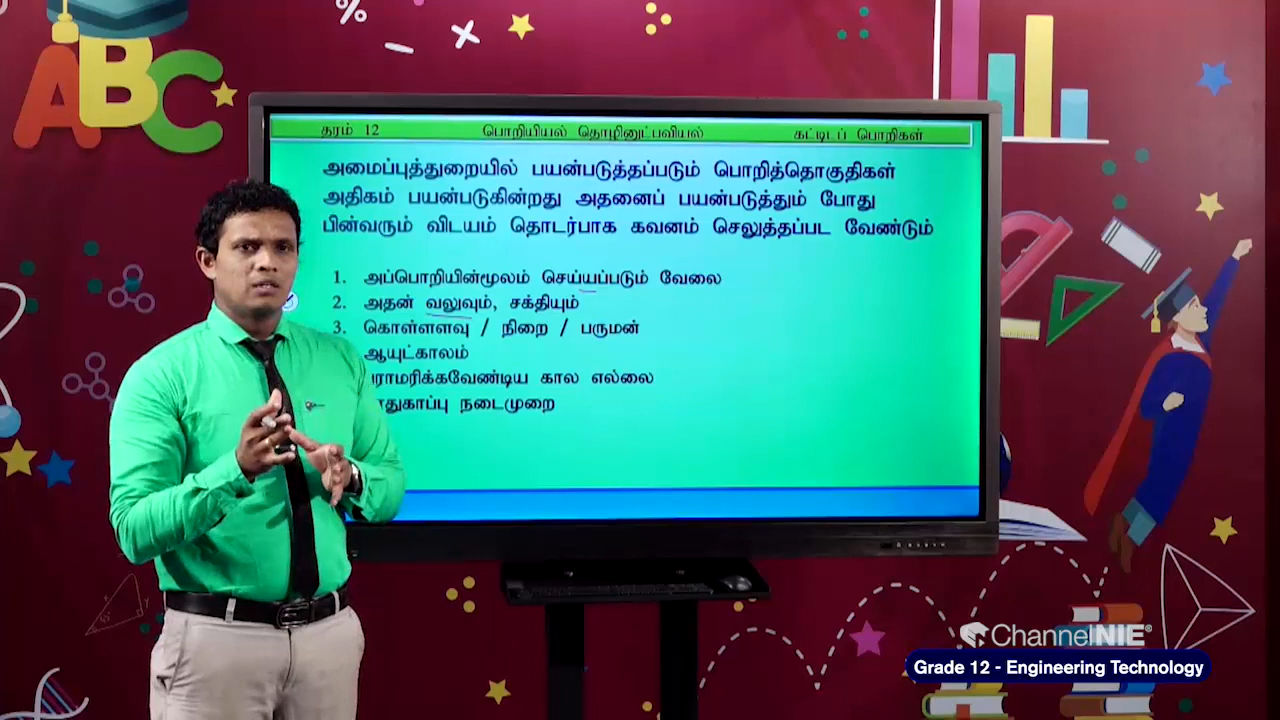 ABC
தரம் 12 பொறியியல் தொழினுட்பவியல் கட்டிடப் பொறிகள்
அமைப்புத்துறையில் பயன்படுத்தப்படும் பொறித்தொகுதிகள்
அதிகம் பயன்படுகின்றது அதனைப் பயன்படுத்தும் போது
பின்வரும் விடயம் தொடர்பாக கவனம் செலுத்தப்பட வேண்டும்
1. அப்பொறியின்மூலம் செய்யப்படும் வேலை
2. அதன் வலுவும், சக்தியும்
3. கொள்ளளவு / நிறை / பருமன்
ஆயுட்காலம்
ராமரிக்கவேண்டிய கால எல்லை
துகாப்பு நடைமுறை
ChannelNIE®
Grade 12 - Engineering Technology